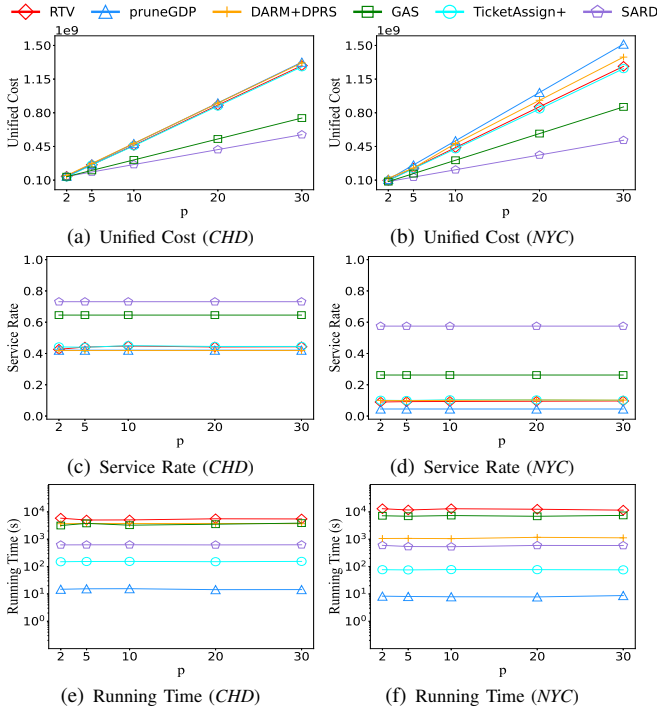 RTV pruneGDP DARM+DPRS GAS TicketAssign+ SARD
1e9
1.50
1.15
0.80
0.45
0.10
Unified Cost
2 5 10 20 30
p
(a) Unified Cost (CHD)
1e9
1.50
1.15
0.80
0.45
0.10
Unified Cost
2 5 10 20 30
p
(b) Unified Cost (NYC)
1.0
0.8
0.6
0.4
0.2
0.0
Service Rate
2 5 10 20 30
p
(c) Service Rate (CHD)
1.0
0.8
0.6
0.4
0.2
0.0
Service Rate
2 5 10 20 30
p
(d) Service Rate (NYC)
10^4
10^3
10^2
10^1
10^0
Running Time (s)
2 5 10 20 30
p
(e) Running Time (CHD)
10^4
10^3
10^2
10^1
10^0
Running Time (s)
2 5 10 20 30
p
(f) Running Time (NYC)